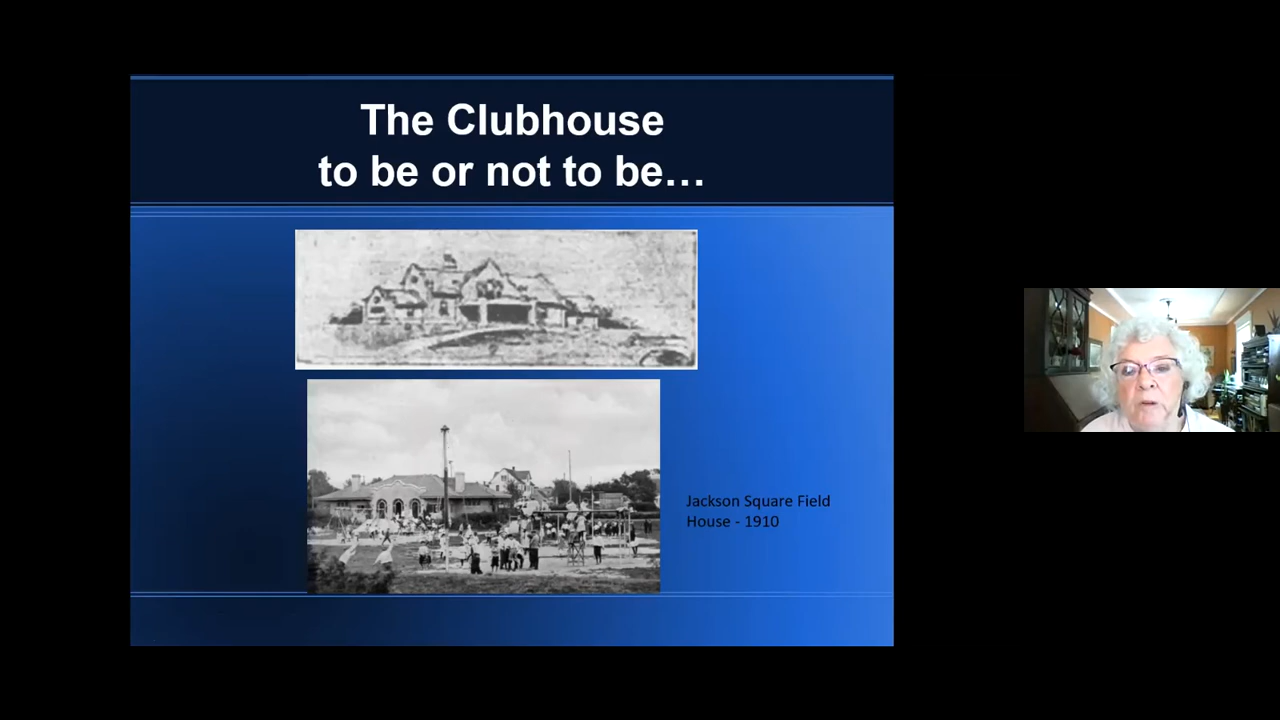 The Clubhouse
to be or not to be…
Jackson Square Field
House - 1910